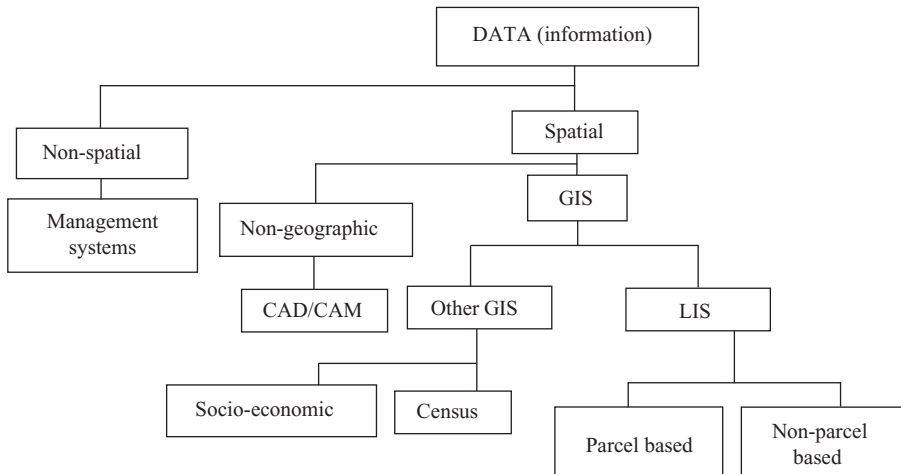 DATA (information)
Spatial
Non-spatial
GIS
Management
systems
Non-geographic
CAD/CAM
Other GIS
LIS
Socio-economic
Census
Parcel based
Non-parcel
based